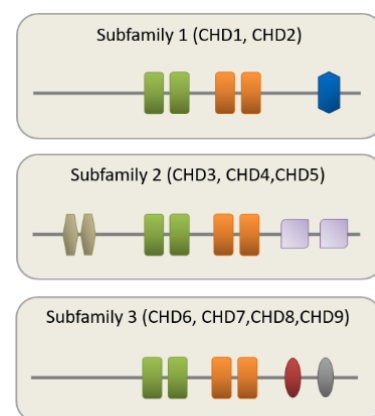 Subfamily 1 (CHD1, CHD2)
Subfamily 2 (CHD3, CHD4,CHD5)
Subfamily 3 (CHD6, CHD7,CHD8,CHD9)